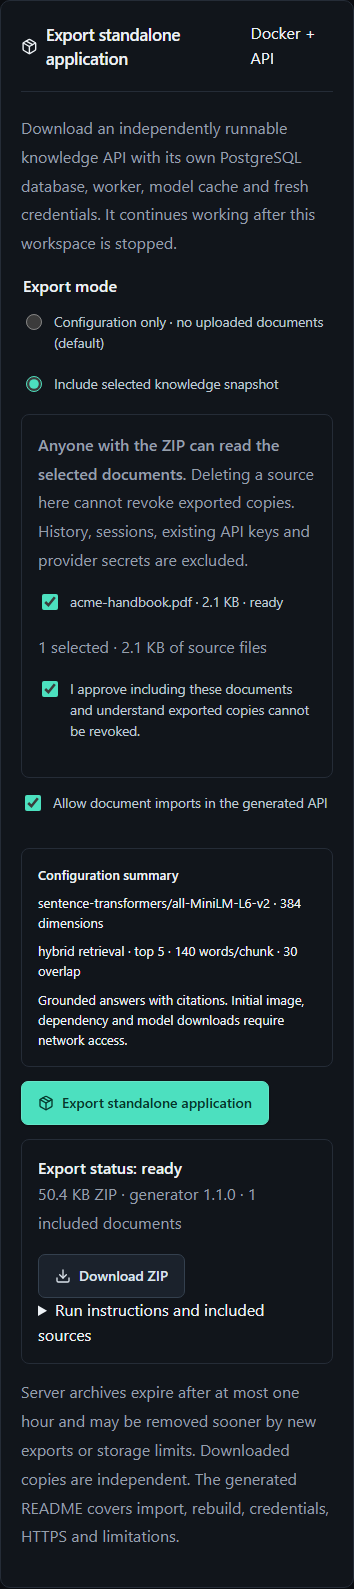 Export standalone
application
Docker +
API
Download an independently runnable
knowledge API with its own PostgreSQL
database, worker, model cache and fresh
credentials. It continues working after this
workspace is stopped.
Export mode
Configuration only · no uploaded documents
(default)
Include selected knowledge snapshot
Anyone with the ZIP can read the
selected documents. Deleting a source
here cannot revoke exported copies.
History, sessions, existing API keys and
provider secrets are excluded.
acme-handbook.pdf · 2.1 KB · ready
1 selected · 2.1 KB of source files
I approve including these documents
and understand exported copies cannot
be revoked.
Allow document imports in the generated API
Configuration summary
sentence-transformers/all-MiniLM-L6-v2 · 384
dimensions
hybrid retrieval · top 5 · 140 words/chunk · 30
overlap
Grounded answers with citations. Initial image,
dependency and model downloads require
network access.
Export standalone application
Export status: ready
50.4 KB ZIP · generator 1.1.0 · 1
included documents
Download ZIP
Run instructions and included
sources
Server archives expire after at most one
hour and may be removed sooner by new
exports or storage limits. Downloaded
copies are independent. The generated
README covers import, rebuild, credentials,
HTTPS and limitations.